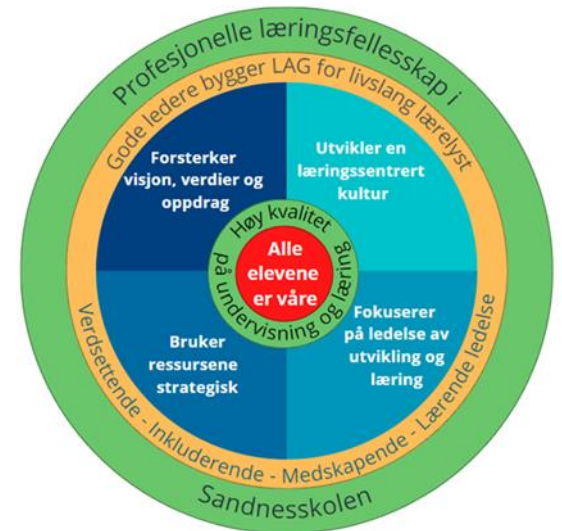 Profesjonelle læringsfellesskap i
Gode ledere bygger LAG for livslang lærelyst
Forsterker
visjon, verdier og
oppdrag
Utvikler en
læringssentrert
kultur
Høy kvalitet
på undervisning og læring
Alle
elevene
er våre
Bruker
ressursene
strategisk
Fokuserer
på ledelse av
utvikling og
læring
Verdsettende - Inkluderende - Medskapende - Lærende ledelse
Sandnesskolen